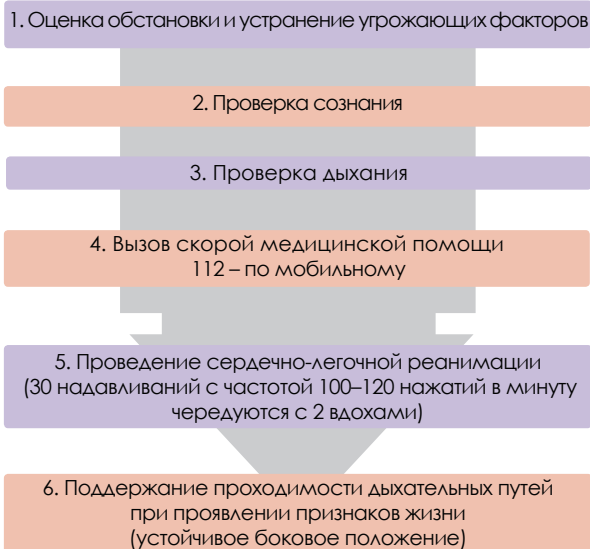 1. Оценка обстановки и устранение угрожающих факторов
2. Проверка сознания
3. Проверка дыхания
4. Вызов скорой медицинской помощи
112 – по мобильному
5. Проведение сердечно-легочной реанимации
(30 надавливаний с частотой 100–120 нажатий в минуту
чередуются с 2 вдохами)
6. Поддержание проходимости дыхательных путей
при проявлении признаков жизни
(устойчивое боковое положение)